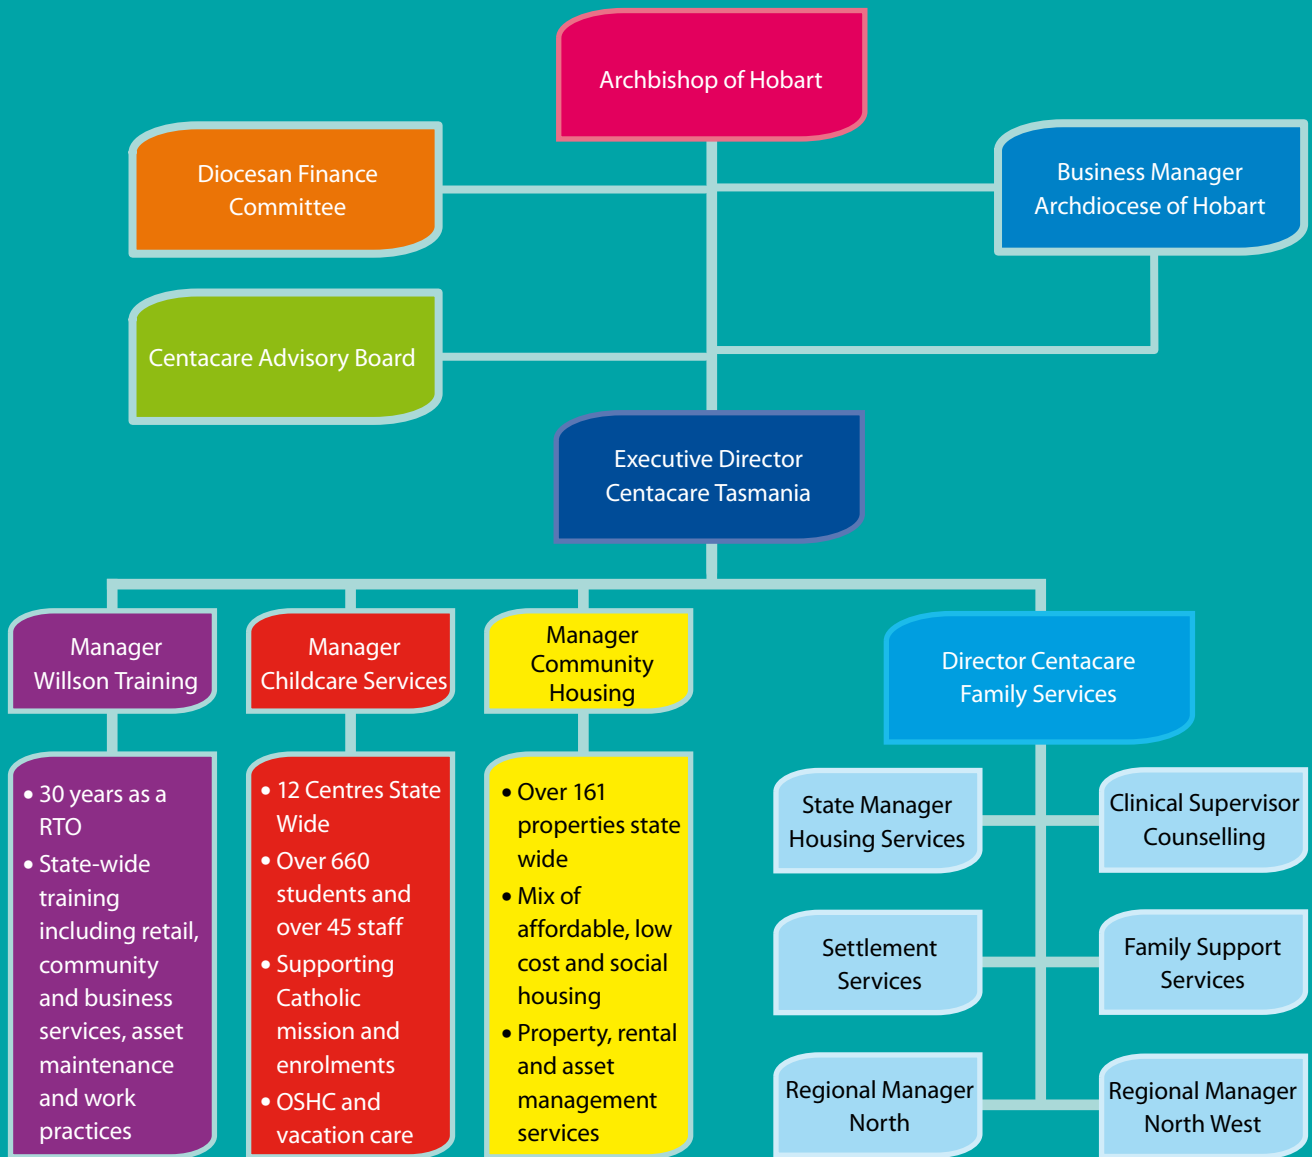 Archbishop of Hobart
Diocesan Finance
Committee
Business Manager
Archdiocese of Hobart
Centacare Advisory Board
Executive Director
Centacare Tasmania
Manager
Willson Training
Manager
Childcare Services
Manager
Community
Housing
Director Centacare
Family Services
• 30 years as a
RTO
• State-wide
training
including retail,
community
and business
services, asset
maintenance
and work
practices
• 12 Centres State
Wide
• Over 660
students and
over 45 staff
• Supporting
Catholic
mission and
enrolments
• OSHC and
vacation care
• Over 161
properties state
wide
• Mix of
affordable, low
cost and social
housing
• Property, rental
and asset
management
services
State Manager
Housing Services
Clinical Supervisor
Counselling
Settlement
Services
Family Support
Services
Regional Manager
North
Regional Manager
North West